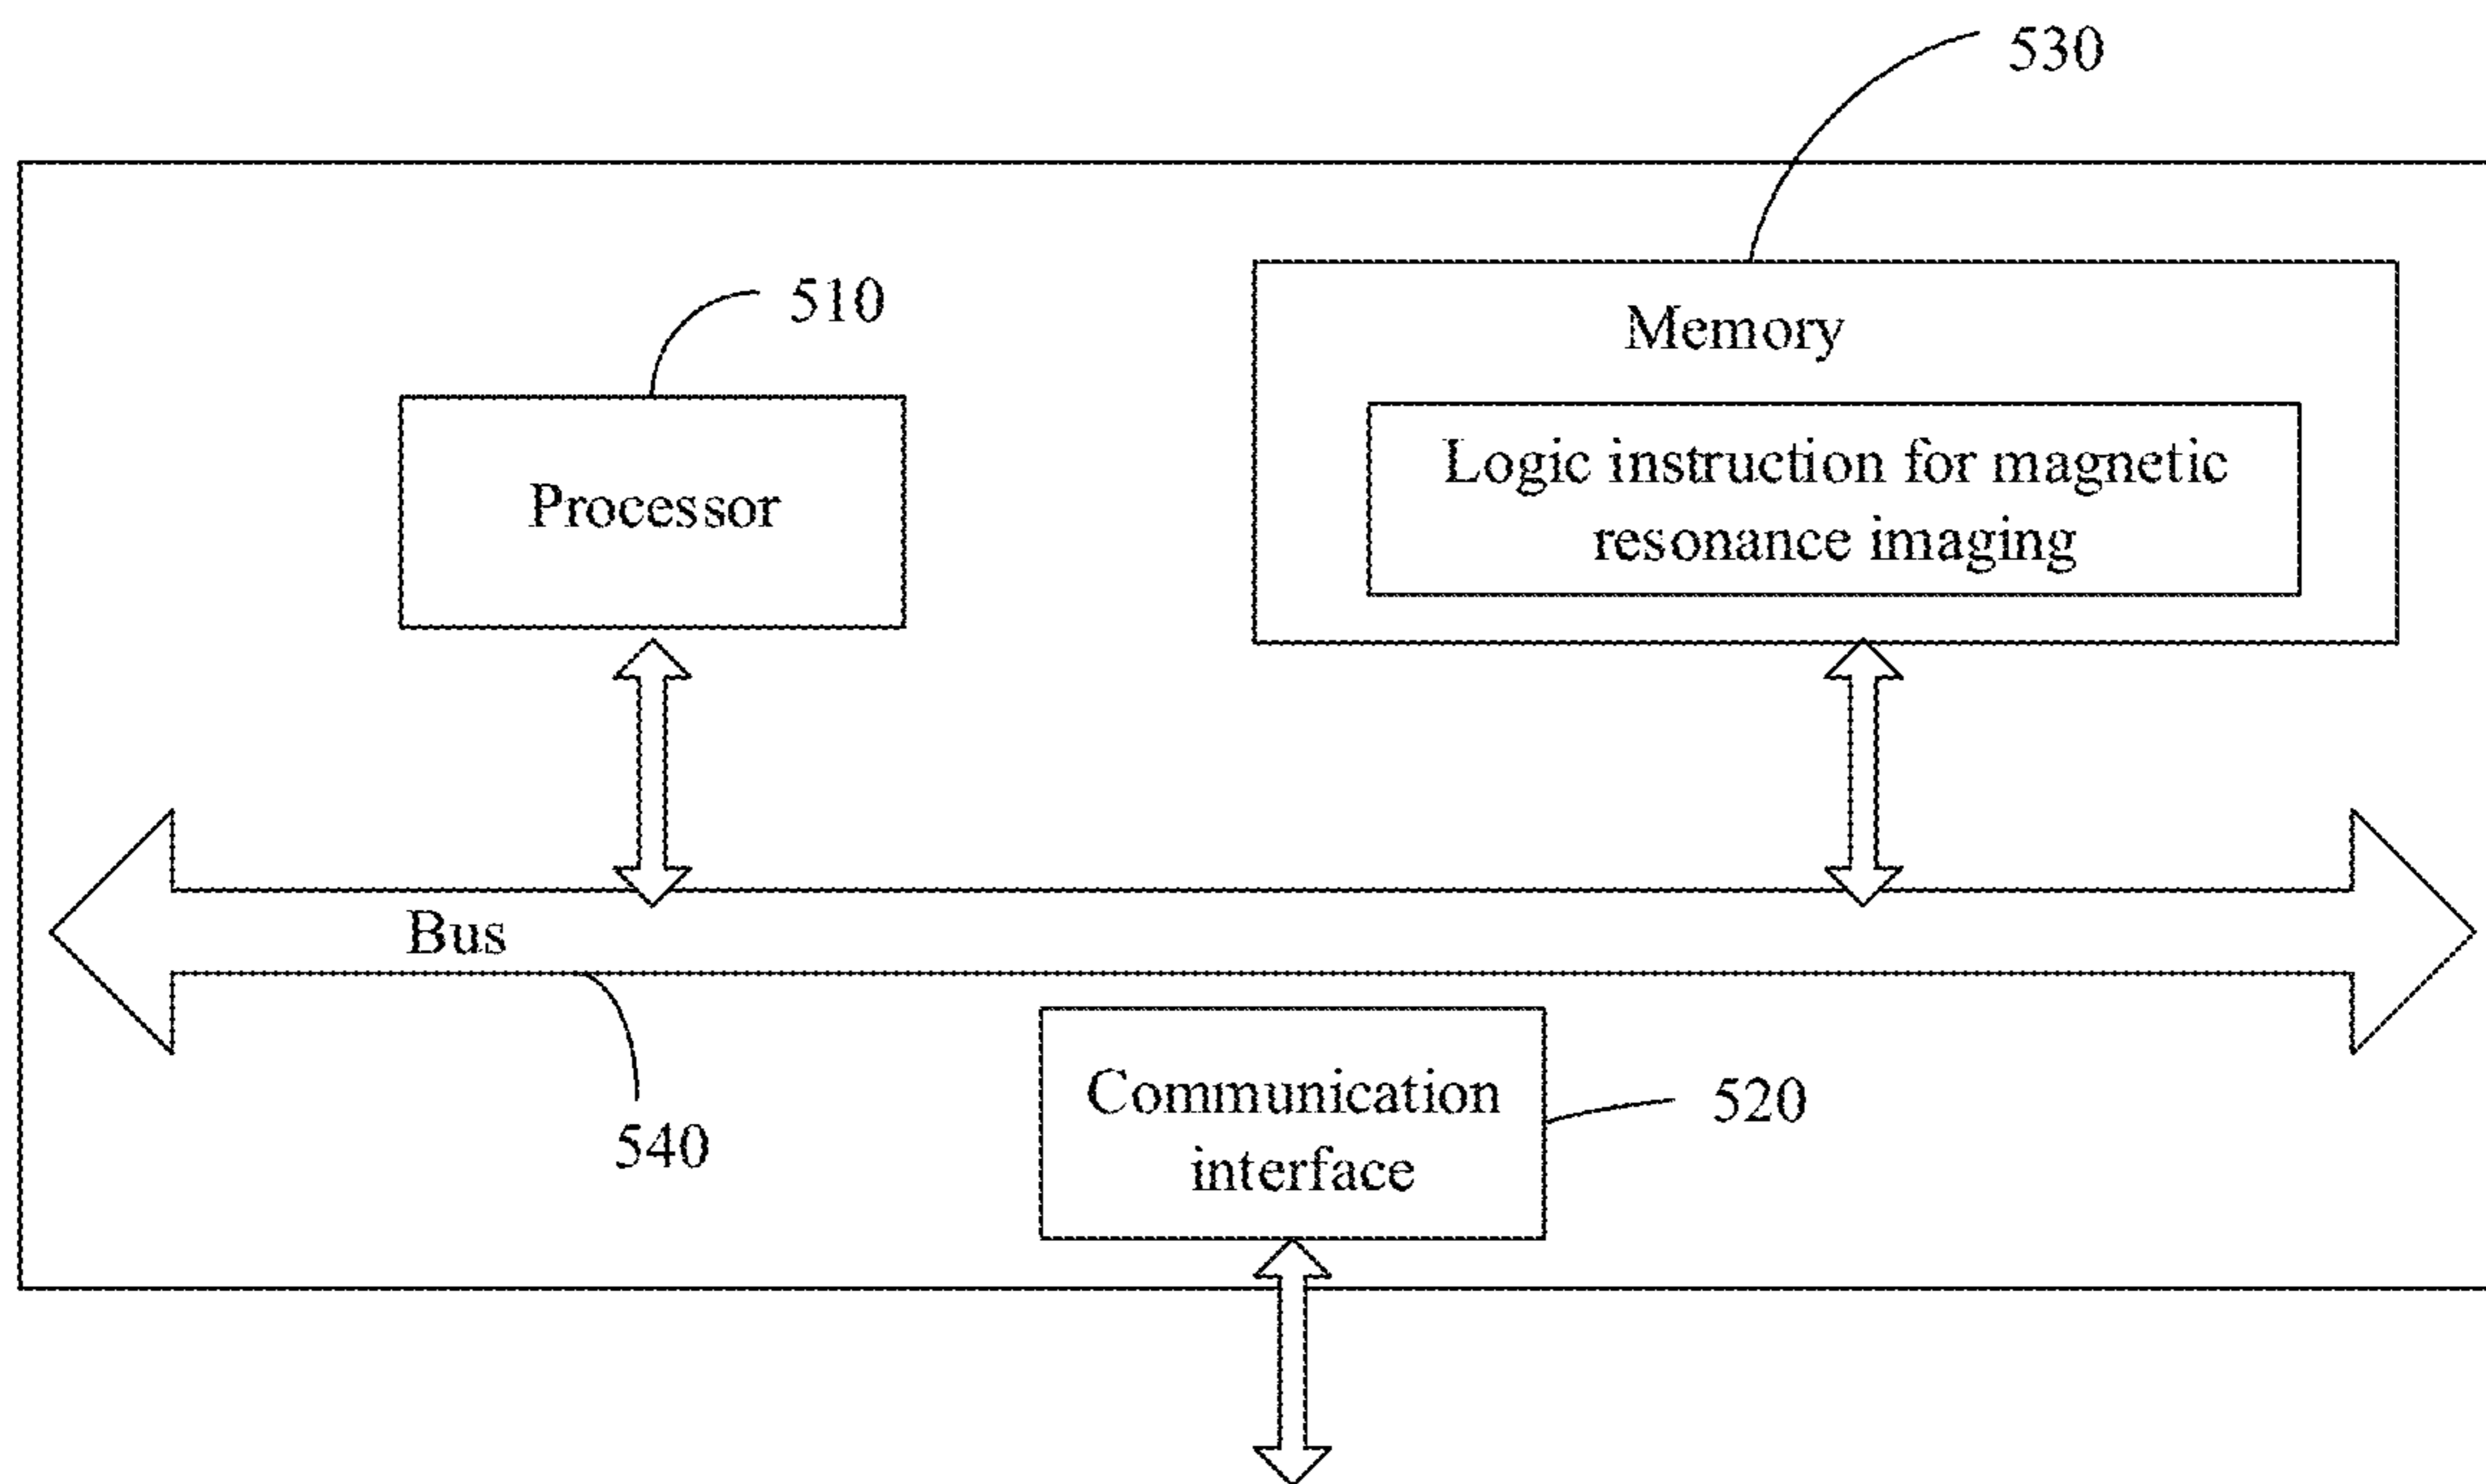 530
510
Memory
Processor
Logic instruction for magnetic
resonance imaging
Bus
540
Communication
interface
520